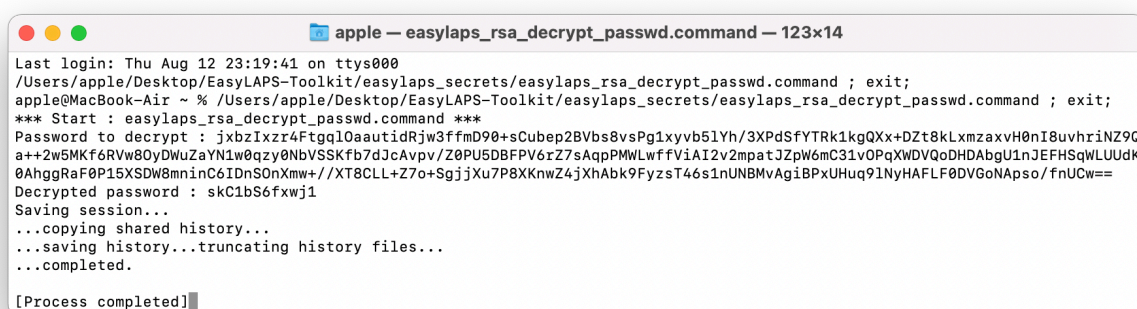 apple — easylaps_rsa_decrypt_passwd.command — 123×14
Last login: Thu Aug 12 23:19:41 on ttys000
/Users/apple/Desktop/EasyLAPS-Toolkit/easylaps_secrets/easylaps_rsa_decrypt_passwd.command ; exit;
apple@MacBook-Air ~ % /Users/apple/Desktop/EasyLAPS-Toolkit/easylaps_secrets/easylaps_rsa_decrypt_passwd.command ; exit;
*** Start : easylaps_rsa_decrypt_passwd.command ***
Password to decrypt : jxbzIxzr4FtgqlOaautidRjw3ffmD90+sCubep2BVbs8vsPg1xyvb5lYh/3XPdSfYTRk1kgQXx+DZt8kLxmzaxvH0nI8uvhriNZ9Q
a++2w5MKf6RVw8OyDWuZaYN1w0qzy0NbVSSKfb7dJcAvpv/Z0PU5DBFPV6rZ7sAqpPMWLwffViAI2v2mpatJZpW6mC31vOPqXWDVQoDHDAbgU1nJEFHSqWLUUdK
0AhggRaF0P15XSDW8mninC6IDnSOnXmw+//XT8CLL+Z7o+SgjjXu7P8XKnwZ4jXhAbk9FyzsT46s1nUNBMvAgiBPxUHuq9lNyHAFLF0DVGoNApso/fnUCw==
Decrypted password : skC1bS6fxwj1
Saving session...
...copying shared history...
...saving history...truncating history files...
...completed.
[Process completed]